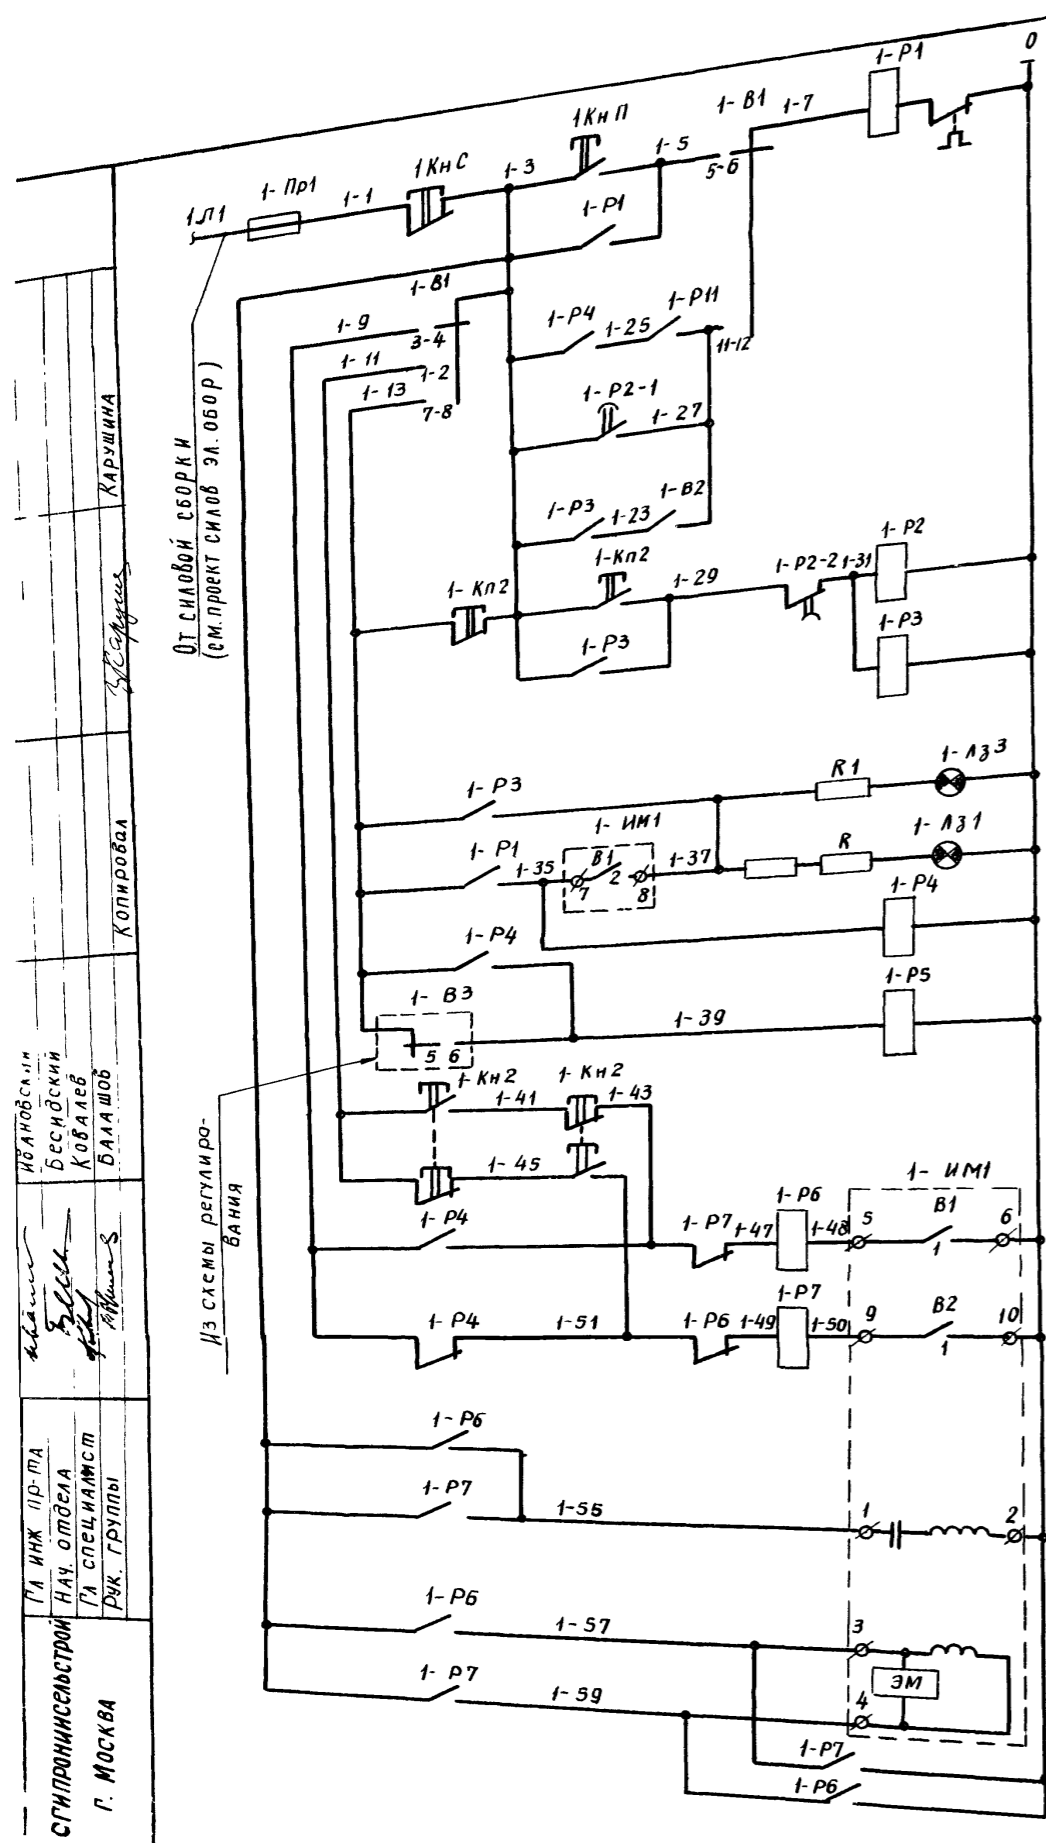 0
1-Р1
1-В1
1-7
1КнП
1-5
5-6
1-3
1КнС
1-1
1-Пр1
1Л1
1-Р1
1-В1
1-9
3-4
1-11
1-2
1-13
7-8
1-Р4
1-25
1-Р11
11-12
1-Р2-1
1-27
1-Р3
1-23
1-В2
От силовой сборки
(см. проект силов эл. обор)
1-Кп2
1-Кп2
1-29
1-Р2-2
1-31
1-Р2
1-Р3
1-Р3
1-Р3
R1
1-Лз3
1-ИМ1
1-Р1
1-35
В1
7
2
8
1-37
R
1-Лз1
1-Р4
1-Р4
1-В3
5 6
1-39
1-Р5
1-Кн2
1-41
1-Кн2
1-43
1-45
Из схемы регулиро-
вания
1-Р4
1-Р7
1-47
1-Р6
1-48
1-ИМ1
5
В1
1
6
1-Р4
1-51
1-Р6
1-49
1-Р7
1-50
9
В2
1
10
1-Р6
1-Р7
1-55
1
2
1-Р6
1-57
3
ЭМ
1-Р7
1-59
4
1-Р7
1-Р6
Карушина
Копировал
Бесидский
Ковалев
Балашов
Гл инж пр-та
Нач. отдела
Гл специалист
Рук. группы
СГИПРОНИИСЕЛЬСТРОЙ
г. Москва